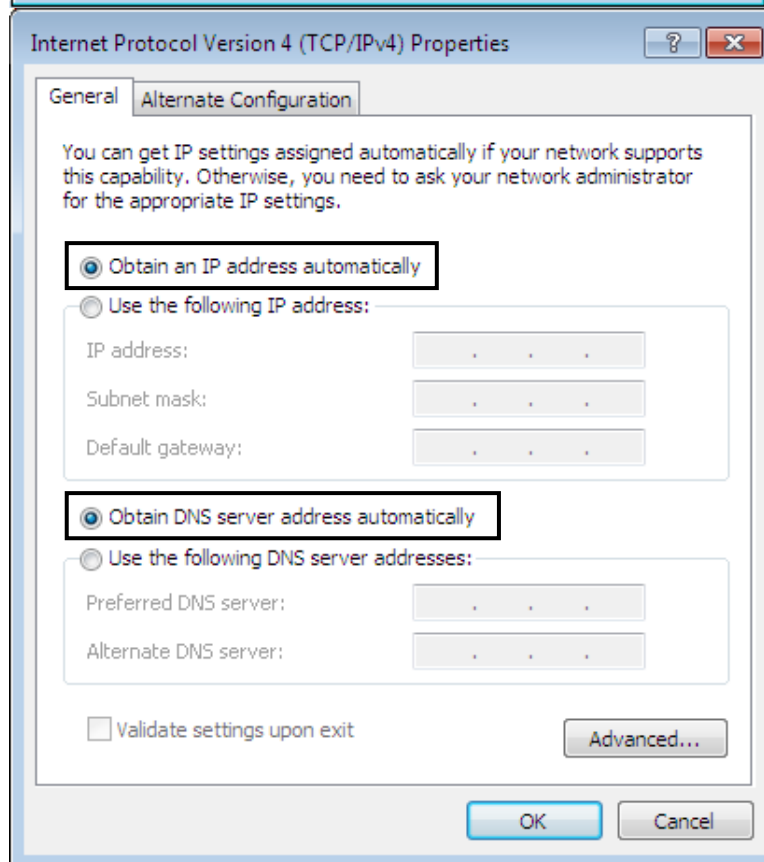 Internet Protocol Version 4 (TCP/IPv4) Properties
General
Alternate Configuration
You can get IP settings assigned automatically if your network supports
this capability. Otherwise, you need to ask your network administrator
for the appropriate IP settings.
Obtain an IP address automatically
Use the following IP address:
IP address:
Subnet mask:
Default gateway:
Obtain DNS server address automatically
Use the following DNS server addresses:
Preferred DNS server:
Alternate DNS server:
Validate settings upon exit
Advanced...
OK
Cancel